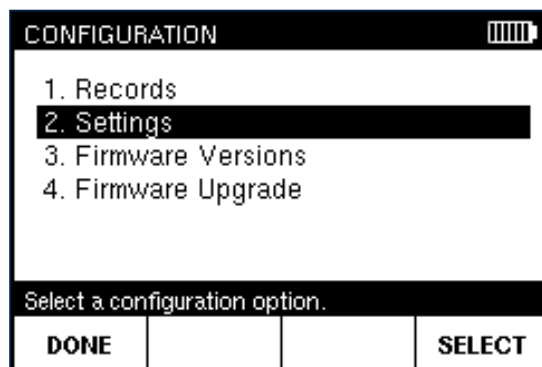 CONFIGURATION
1. Records
2. Settings
3. Firmware Versions
4. Firmware Upgrade
Select a configuration option.
DONE SELECT